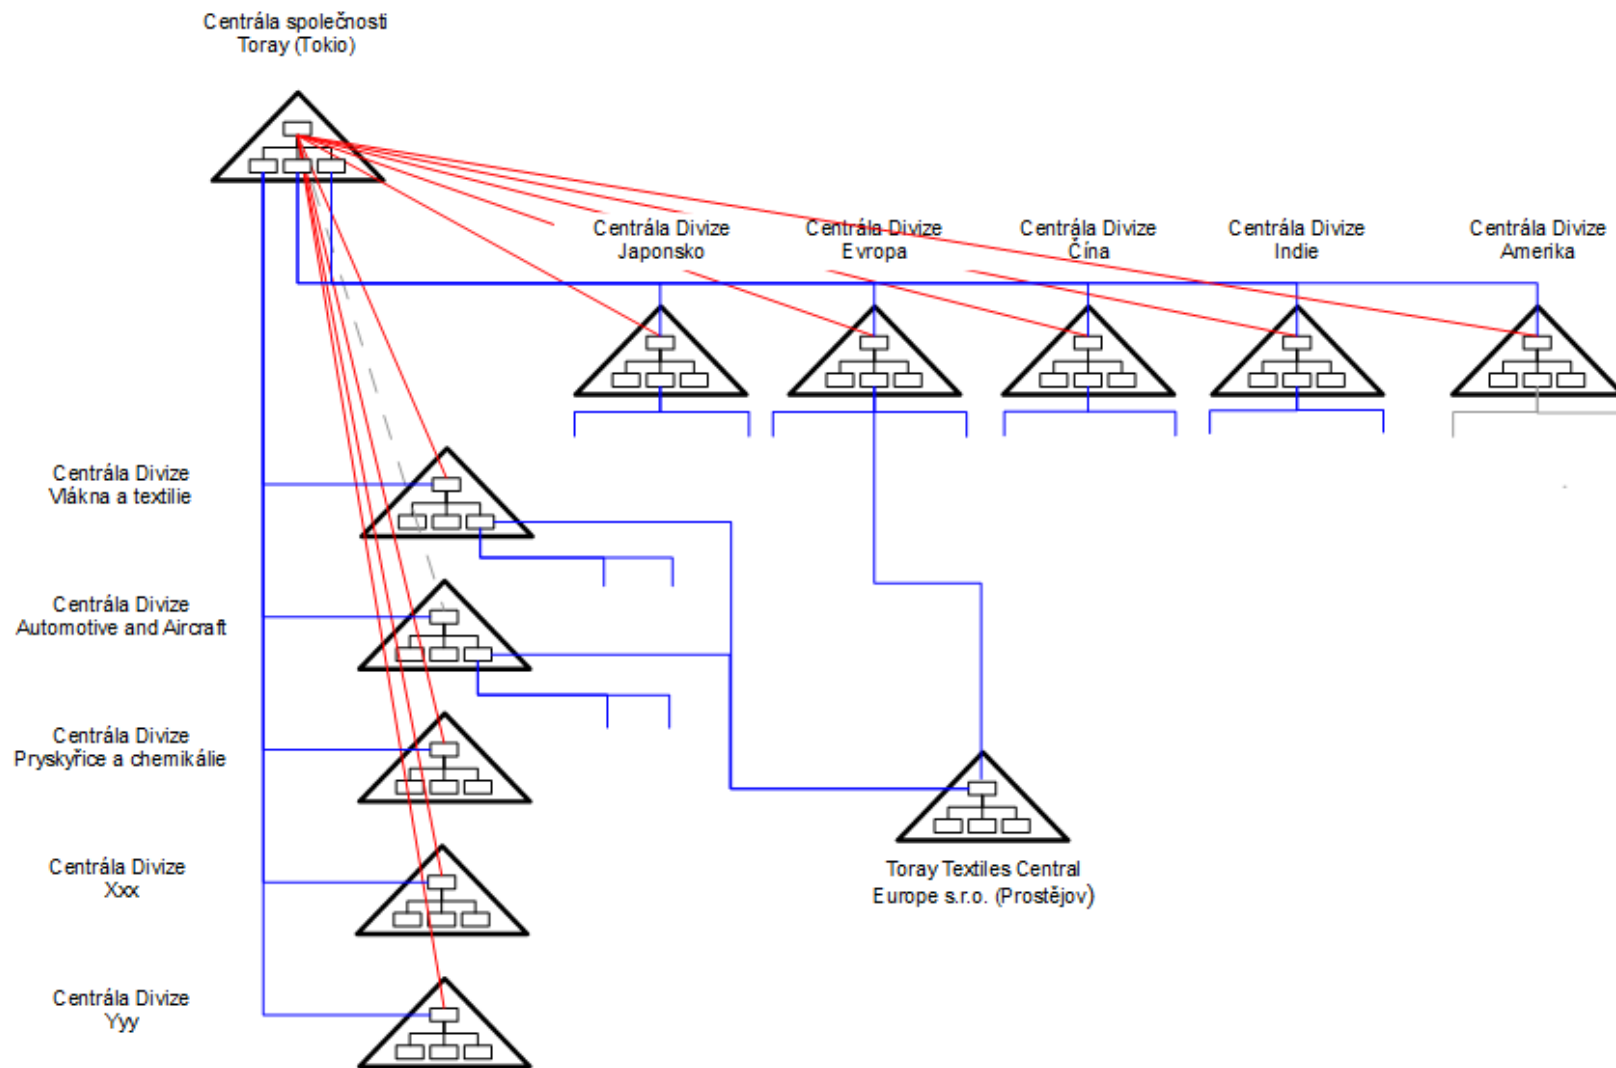 Centrála společnosti
Toray (Tokio)
Centrála Divize
Japonsko
Centrála Divize
Evropa
Centrála Divize
Čína
Centrála Divize
Indie
Centrála Divize
Amerika
Centrála Divize
Vlákna a textilie
Centrála Divize
Automotive and Aircraft
Centrála Divize
Pryskyřice a chemikálie
Centrála Divize
Xxx
Centrála Divize
Yyy
Toray Textiles Central
Europe s.r.o. (Prostějov)